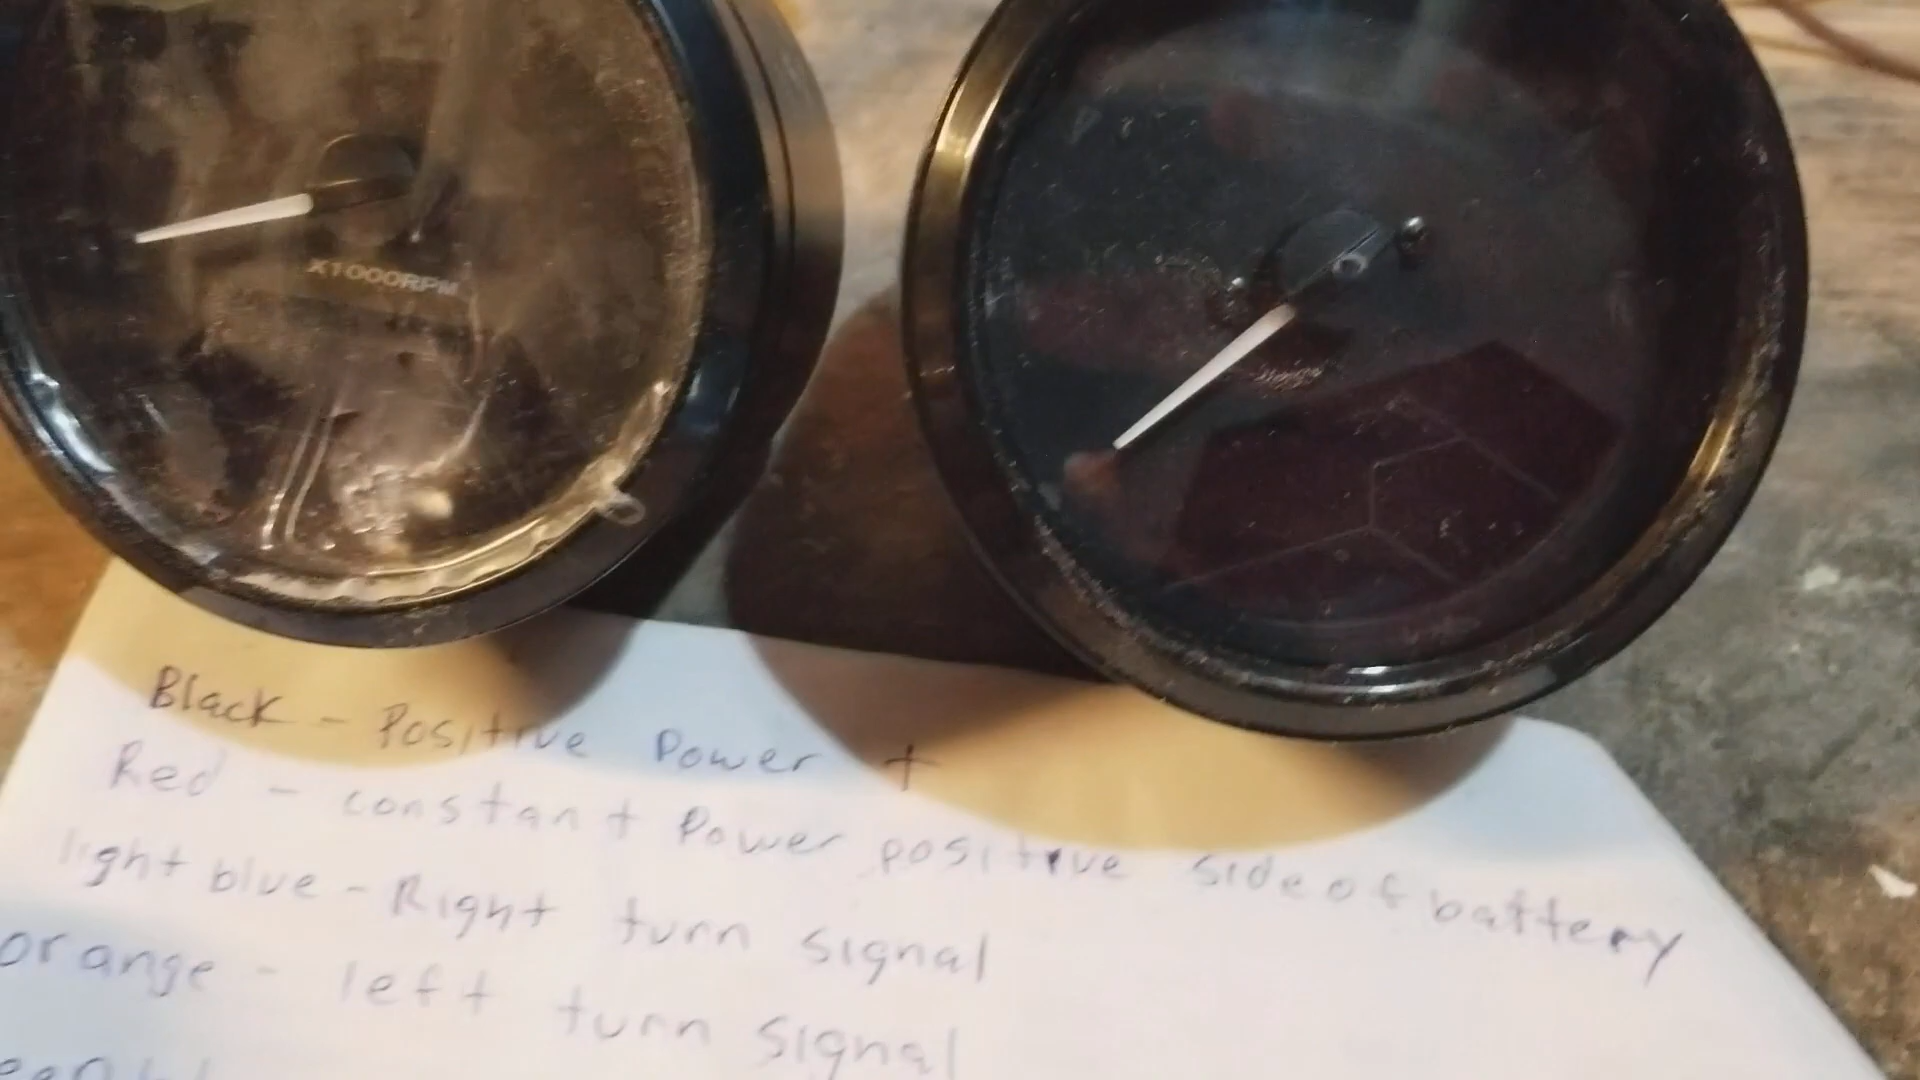 X1000RPM
Black - Positive Power +
Red - constant Power positive side of battery
light blue - Right turn signal
orange - left turn signal